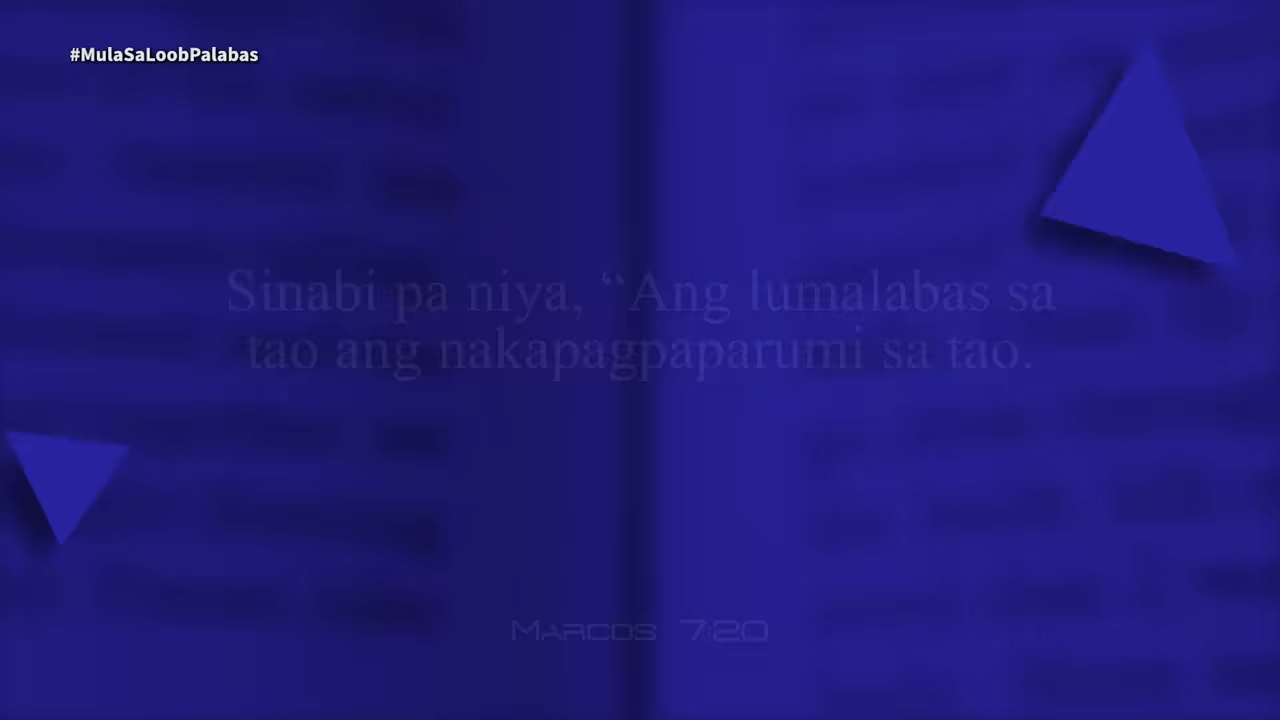 #MulaSaLoobPalabas
Sinabi pa niya, “Ang lumalabas sa
tao ang nakapagpaparumi sa tao.
Marcos 7:20